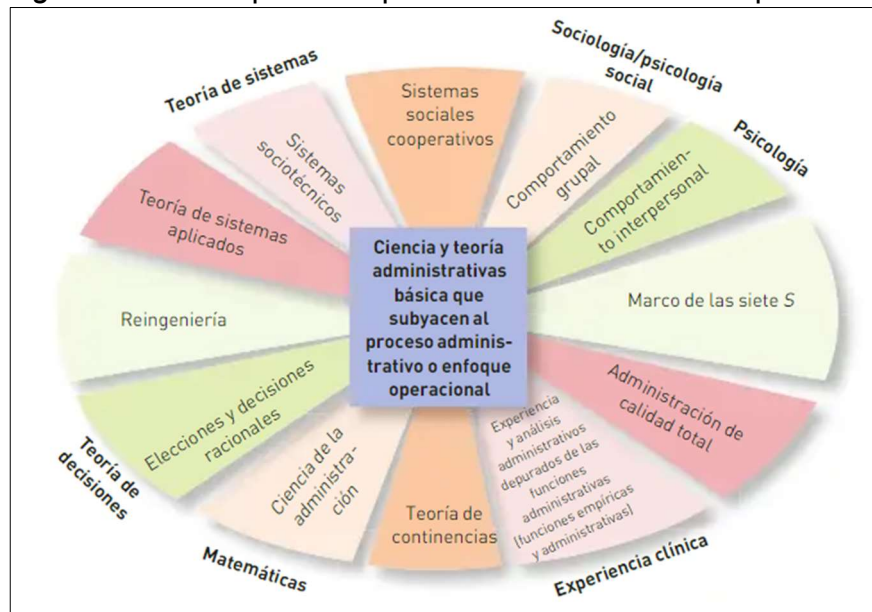 Teoría de sistemas
Sociología/psicología
social
Psicología
Sistemas
sociales
cooperativos
Comportamiento
grupal
Comportamien-
to interpersonal
Marco de las siete S
Administración de
calidad total
Experiencia
y análisis
administrativos
depurados de las
funciones
administrativas
(funciones empíricas
y administrativas)
Experiencia clínica
Teoría de
continencias
Ciencia de la
administra-
ción
Matemáticas
Elecciones y decisiones
racionales
Teoría de
decisiones
Reingeniería
Teoría de sistemas
aplicados
Sistemas
sociotécnicos
Ciencia y teoría
administrativas
básica que
subyacen al
proceso adminis-
trativo o enfoque
operacional